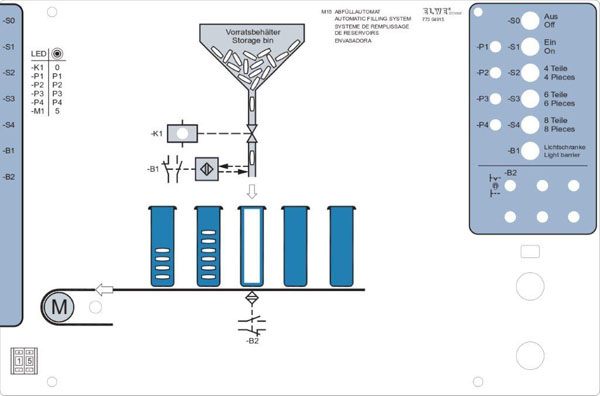 -S0
-S1
-S2
-S3
-S4
-B1
-B2
LED
-K1 0
-P1 P1
-P2 P2
-P3 P3
-P4 P4
-M1 5
Vorratsbehälter
Storage bin
M15 ABFÜLLAUTOMAT
AUTOMATIC FILLING SYSTEM
SYSTEME DE REMPLISSAGE
DE RESERVOIRS
ENVASADORA
-K1
-B1
-B2
M
1 5
-S0 Aus
Off
-P1 -S1 Ein
On
-P2 -S2 4 Teile
4 Pieces
-P3 -S3 6 Teile
6 Pieces
-P4 -S4 8 Teile
8 Pieces
-B1 Lichtschranke
Light barrier
-B2